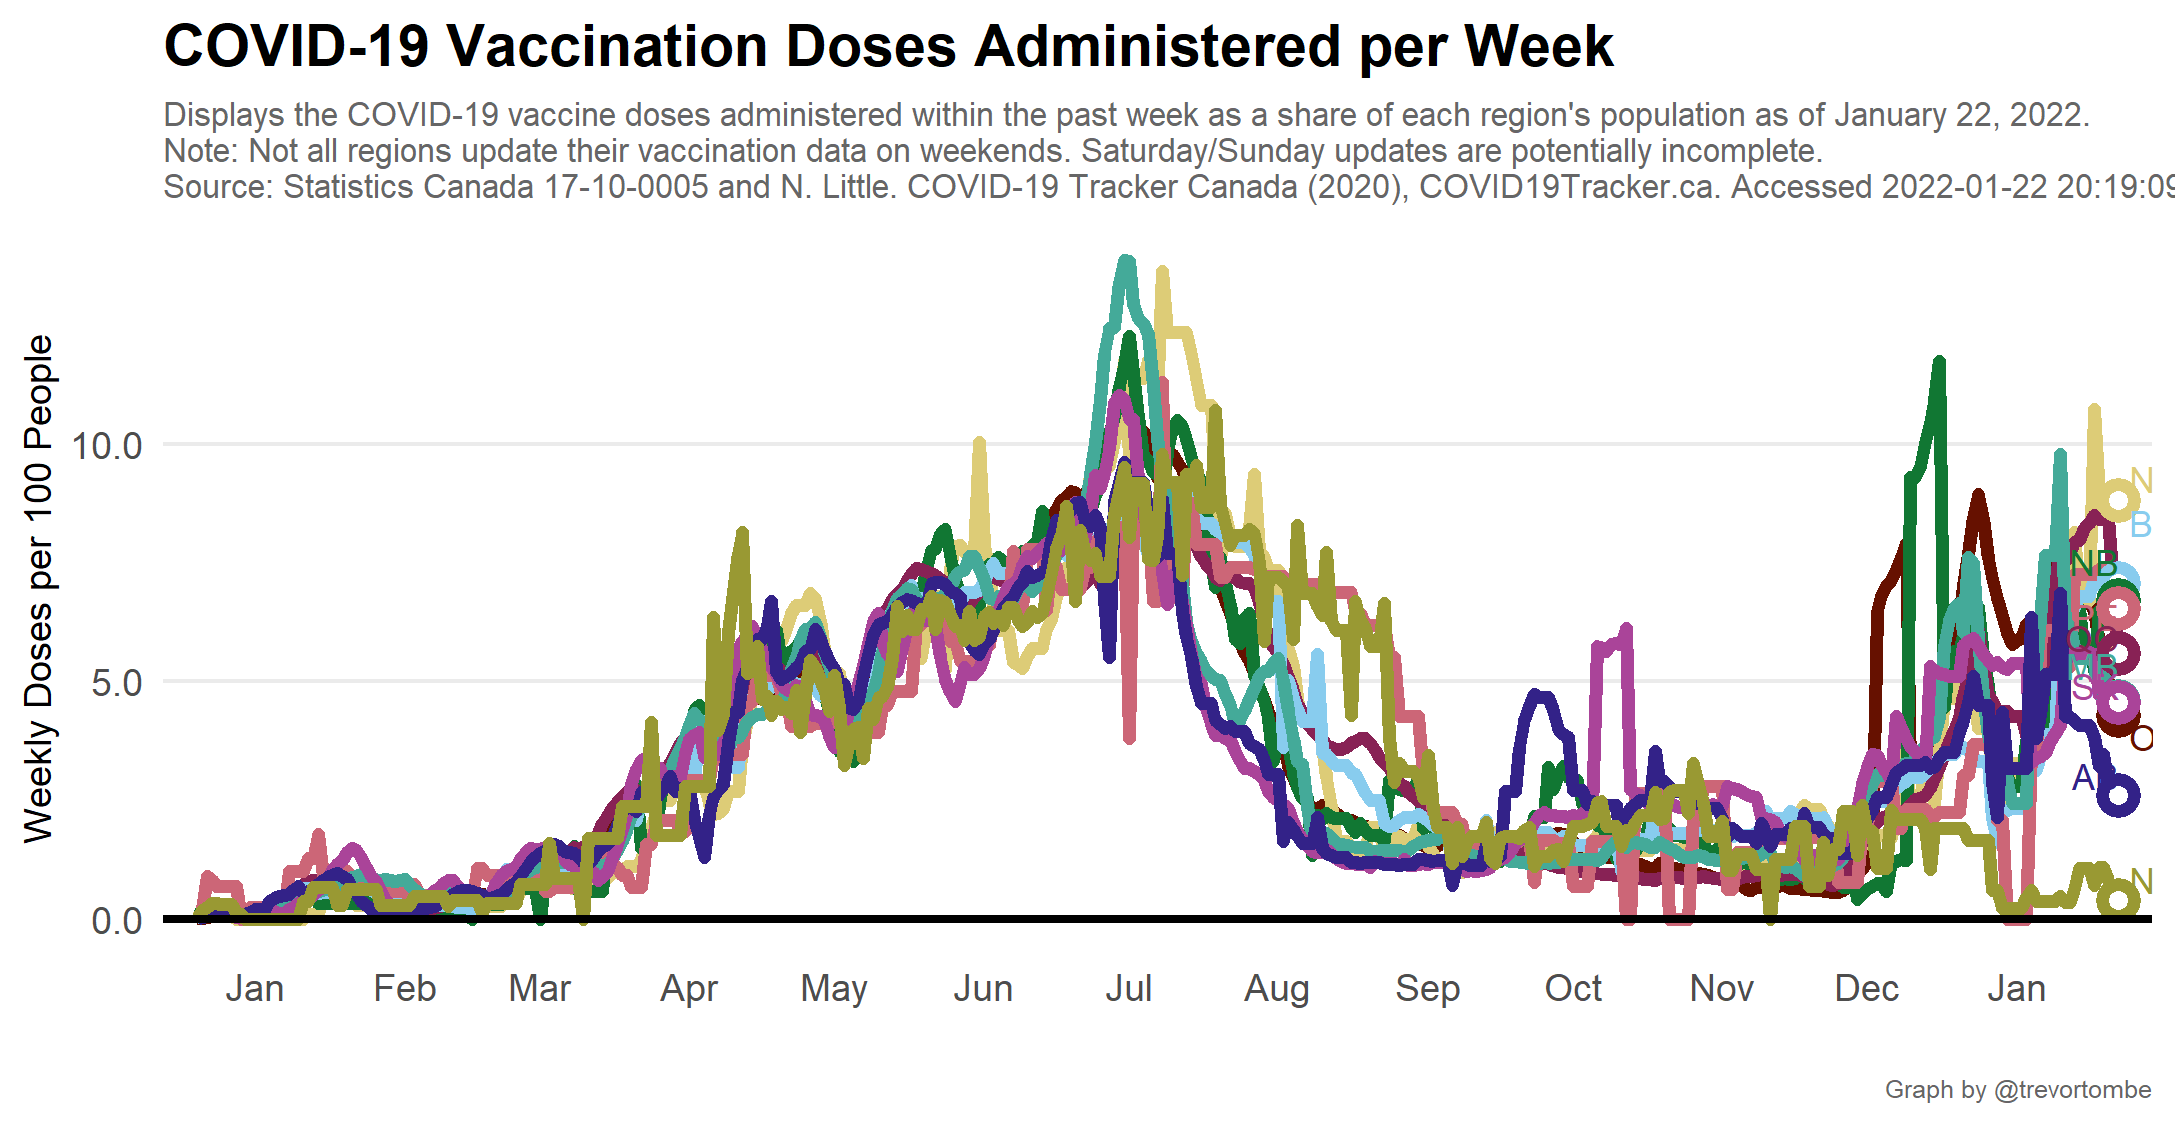 COVID-19 Vaccination Doses Administered per Week
Displays the COVID-19 vaccine doses administered within the past week as a share of each region's population as of January 22, 2022.
Note: Not all regions update their vaccination data on weekends. Saturday/Sunday updates are potentially incomplete.
Source: Statistics Canada 17-10-0005 and N. Little. COVID-19 Tracker Canada (2020), COVID19Tracker.ca. Accessed 2022-01-22 20:19:09
Weekly Doses per 100 People
10.0
5.0
0.0
N
B
NB
QC
MB
SK
O
A
N
Jan Feb Mar Apr May Jun Jul Aug Sep Oct Nov Dec Jan
Graph by @trevortombe